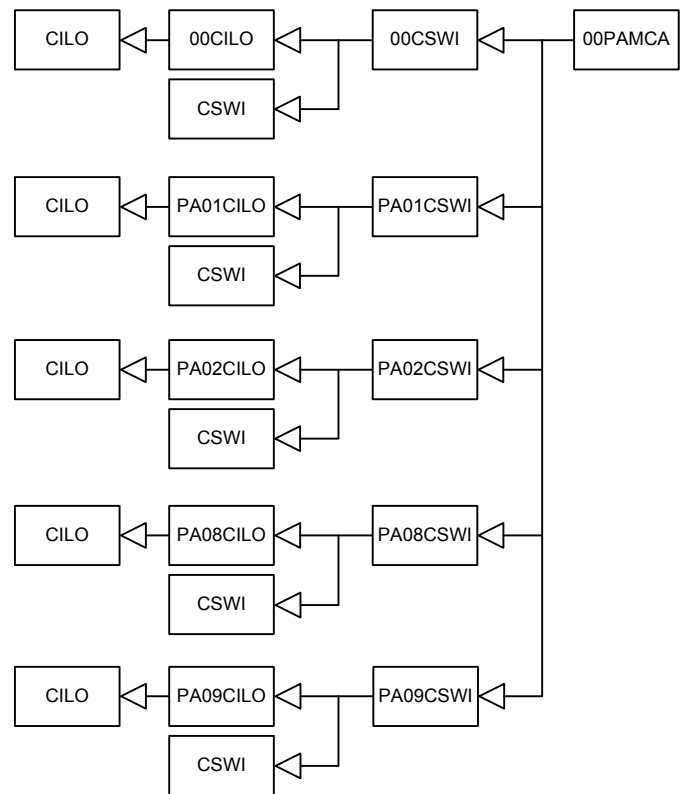 CILO
00CILO
00CSWI
00PAMCA
CSWI
CILO
PA01CILO
PA01CSWI
CSWI
CILO
PA02CILO
PA02CSWI
CSWI
CILO
PA08CILO
PA08CSWI
CSWI
CILO
PA09CILO
PA09CSWI
CSWI